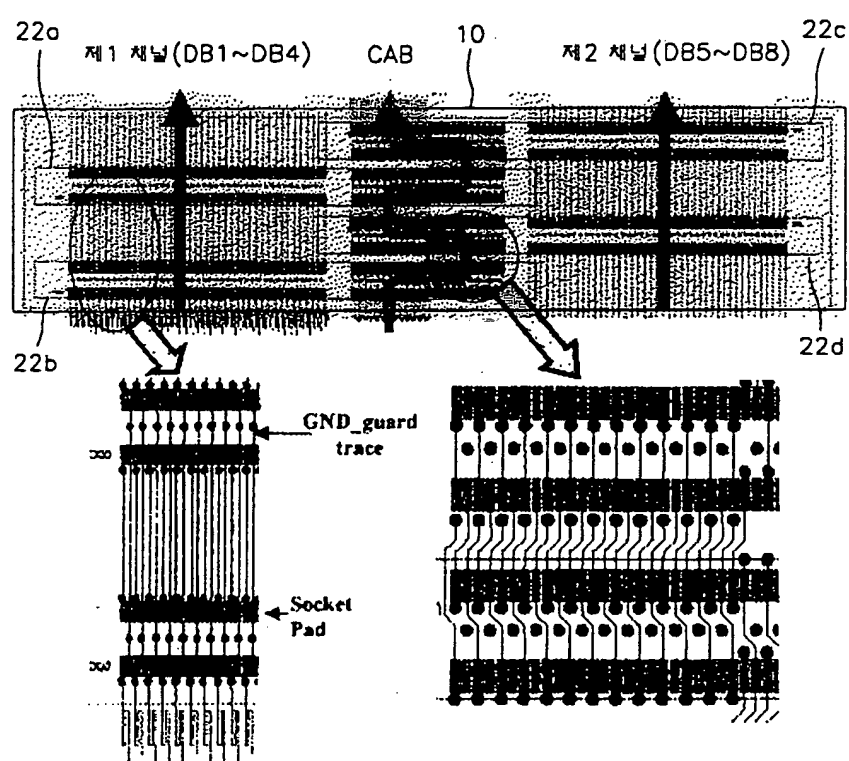 22a
제1 채널(DB1~DB4)
CAB
10
제2 채널(DB5~DB8)
22c
22b
22d
GND_guard
trace
Socket
Pad